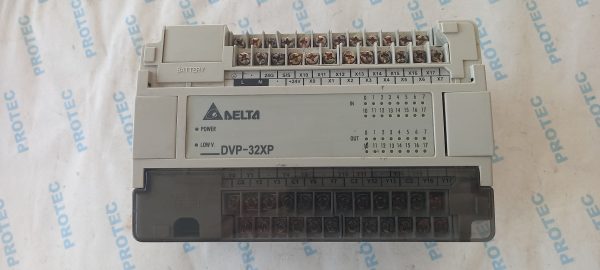 BATTERY
24G S/S X10 X11 X12 X13 X14 X15 X16 X17
L N +24V X0 X1 X2 X3 X4 X5 X6 X7
DELTA
POWER
LOW V.
DVP-32XP
IN
0 1 2 3 4 5 6 7
10 11 12 13 14 15 16 17
OUT
0 1 2 3 4 5 6 7
10 11 12 13 14 15 16 17
PROTEC
PROTEC
PROTEC
PROTEC
PROTEC
PROTEC